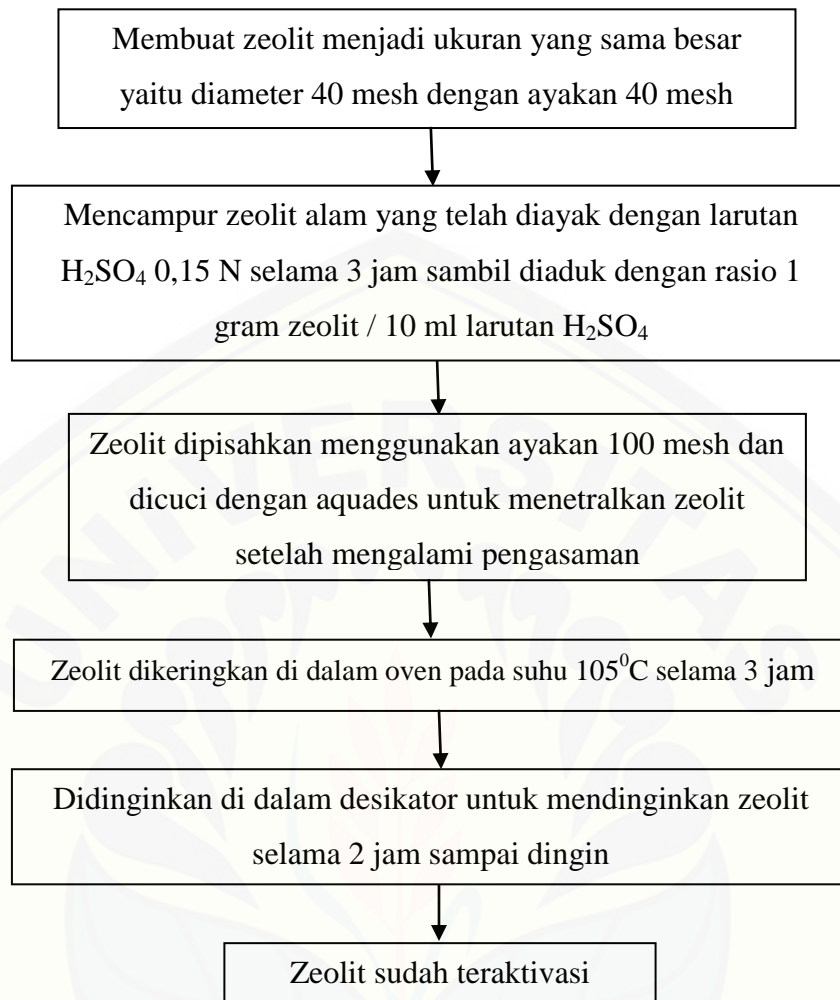 Membuat zeolit menjadi ukuran yang sama besar
yaitu diameter 40 mesh dengan ayakan 40 mesh
Mencampur zeolit alam yang telah diayak dengan larutan
H₂SO₄ 0,15 N selama 3 jam sambil diaduk dengan rasio 1
gram zeolit / 10 ml larutan H₂SO₄
Zeolit dipisahkan menggunakan ayakan 100 mesh dan
dicuci dengan aquades untuk menetralkan zeolit
setelah mengalami pengasaman
Zeolit dikeringkan di dalam oven pada suhu 105⁰C selama 3 jam
Didinginkan di dalam desikator untuk mendinginkan zeolit
selama 2 jam sampai dingin
Zeolit sudah teraktivasi
UNIVERSITAS